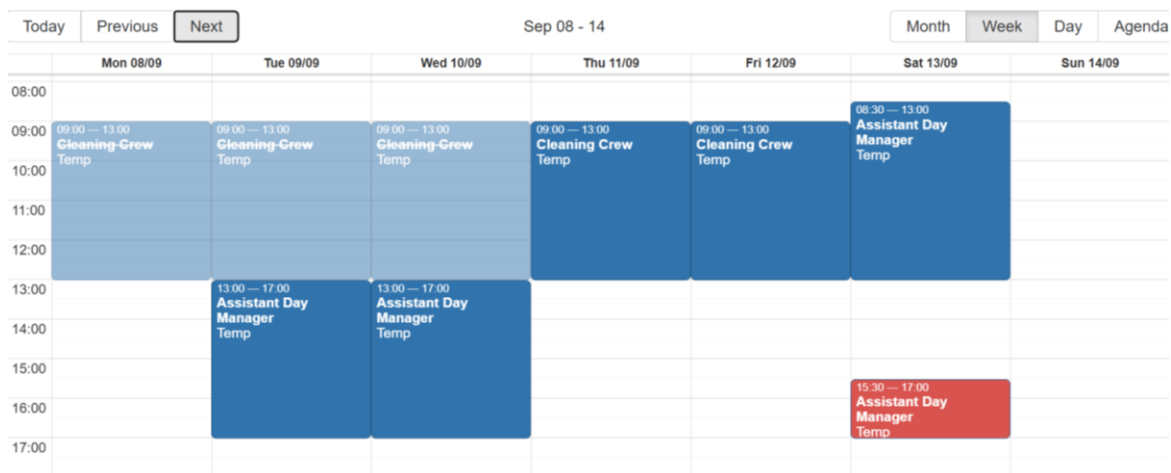 Today Previous Next Sep 08 - 14 Month Week Day Agenda
Mon 08/09 Tue 09/09 Wed 10/09 Thu 11/09 Fri 12/09 Sat 13/09 Sun 14/09
08:00
08:30 — 13:00
Assistant Day
Manager
Temp
09:00
09:00 — 13:00
Cleaning Crew
Temp
09:00 — 13:00
Cleaning Crew
Temp
09:00 — 13:00
Cleaning Crew
Temp
09:00 — 13:00
Cleaning Crew
Temp
09:00 — 13:00
Cleaning Crew
Temp
10:00
11:00
12:00
13:00
13:00 — 17:00
Assistant Day
Manager
Temp
13:00 — 17:00
Assistant Day
Manager
Temp
14:00
15:00
15:30 — 17:00
Assistant Day
Manager
Temp
16:00
17:00